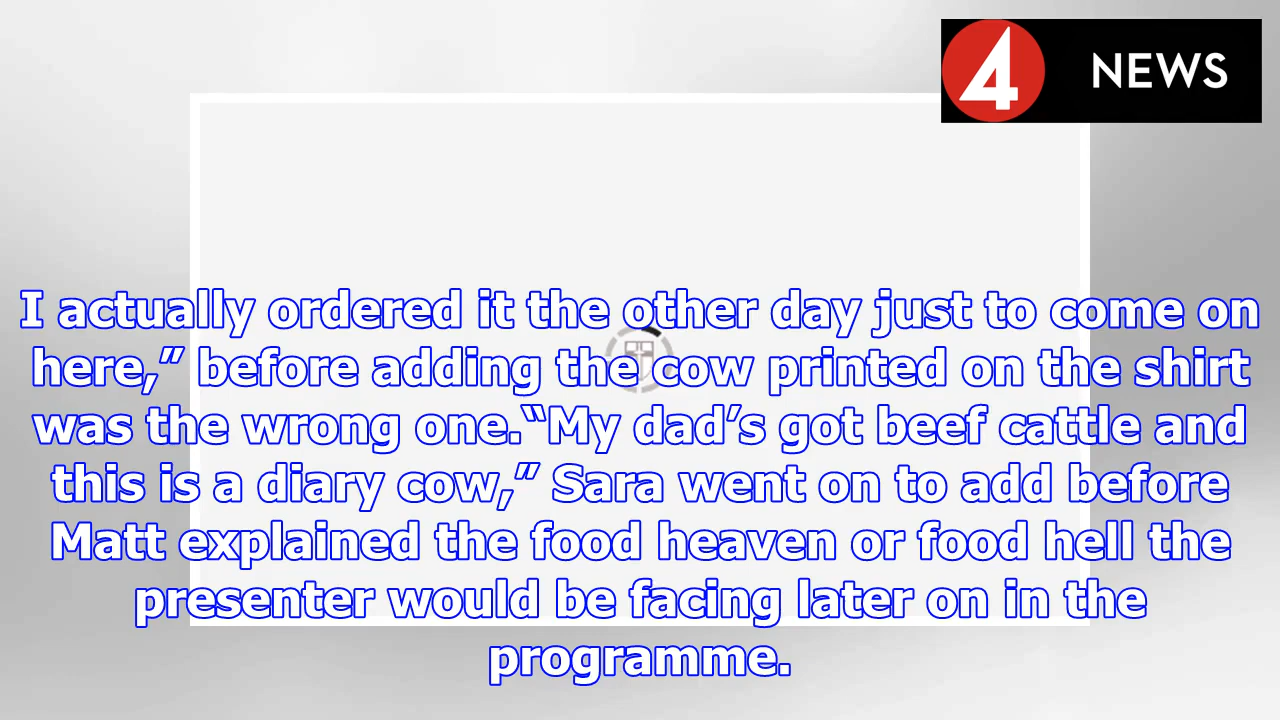 4 NEWS
I actually ordered it the other day just to come on
here,” before adding the cow printed on the shirt
was the wrong one.“My dad’s got beef cattle and
this is a diary cow,” Sara went on to add before
Matt explained the food heaven or food hell the
presenter would be facing later on in the
programme.